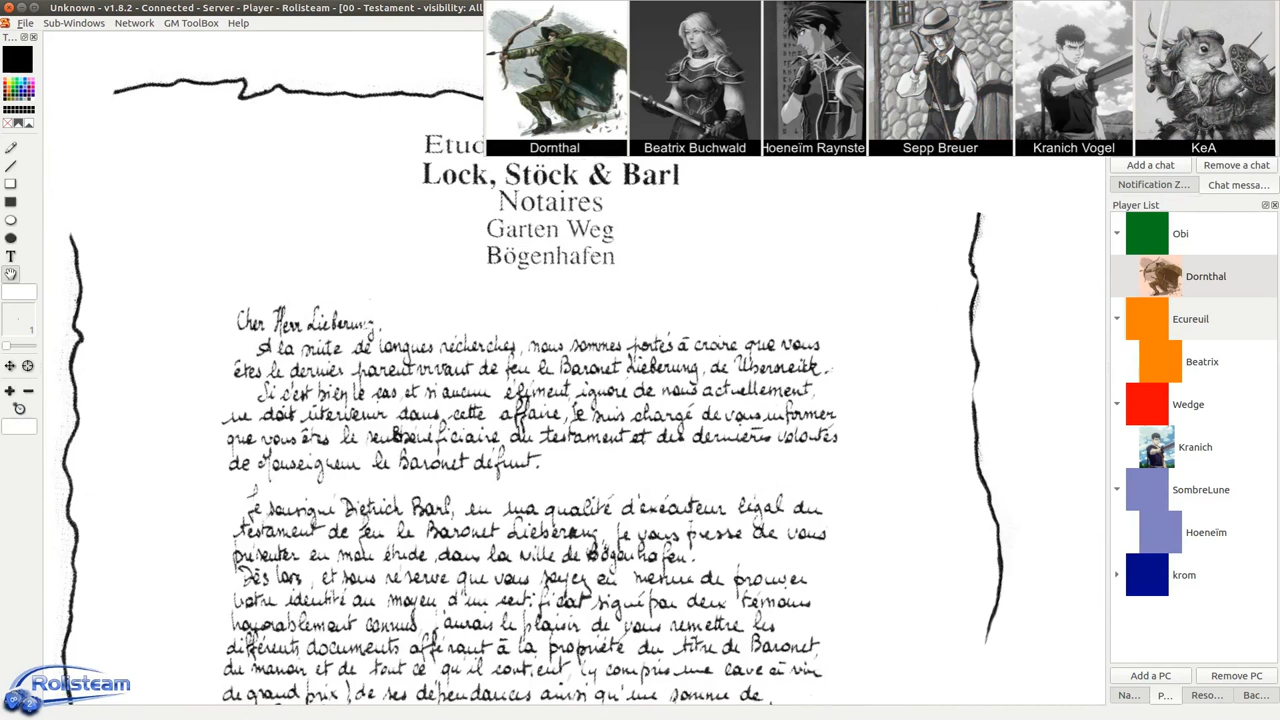 Unknown - v1.8.2 - Connected - Server - Player - Rolisteam - [00 - Testament - visibility: All
File Sub-Windows Network GM ToolBox Help
T...
1
Dornthal
Beatrix Buchwald
Hoeneïm Raynste
Sepp Breuer
Kranich Vogel
KeA
Etud
Lock, Stöck & Barl
Notaires
Garten Weg
Bögenhafen
Cher Herr Lieberung,
A la suite de longues recherches, nous sommes portés à croire que vous
êtes le dernier parent vivant de feu le Baronet Lieberung, de Ubersreik.
Si c'est bien le cas, et si aucun élément, ignoré de nous actuellement,
ne doit intervenir dans cette affaire, je suis chargé de vous informer
que vous êtes le seul bénéficiaire du testament et des dernières volontés
de Monseigneur le Baronet défunt.
Je soussigné Dietrich Barl, en ma qualité d'exécuteur légal du
testament de feu le Baronet Lieberung, je vous presse de vous
présenter en mon étude, dans la ville de Bögenhafen.
Dès lors, et sous réserve que vous soyez en mesure de prouver
votre identité au moyen d'un certificat signé par deux témoins
honorablement connus, j'aurais le plaisir de vous remettre les
différents documents afférant à la propriété du titre de Baronet,
du manoir et de tout ce qu'il contient, (y compris une cave à vin
de grand prix) de ses dépendances ainsi qu'une somme de
Add a chat
Remove a chat
Notification Z...
Chat messa...
Player List
Obi
Dornthal
Ecureuil
Beatrix
Wedge
Kranich
SombreLune
Hoeneïm
krom
Add a PC
Remove PC
Na...
P...
Reso...
Bac...
Rolisteam